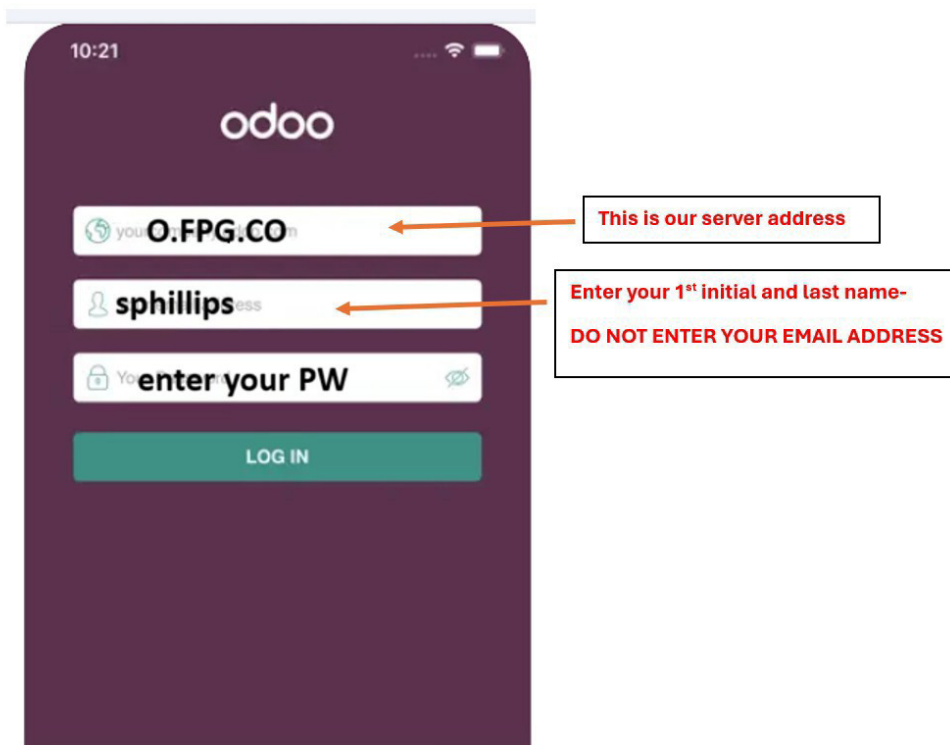 10:21
odoo
O.FPG.CO
This is our server address
sphillips
Enter your 1st initial and last name-
DO NOT ENTER YOUR EMAIL ADDRESS
enter your PW
LOG IN